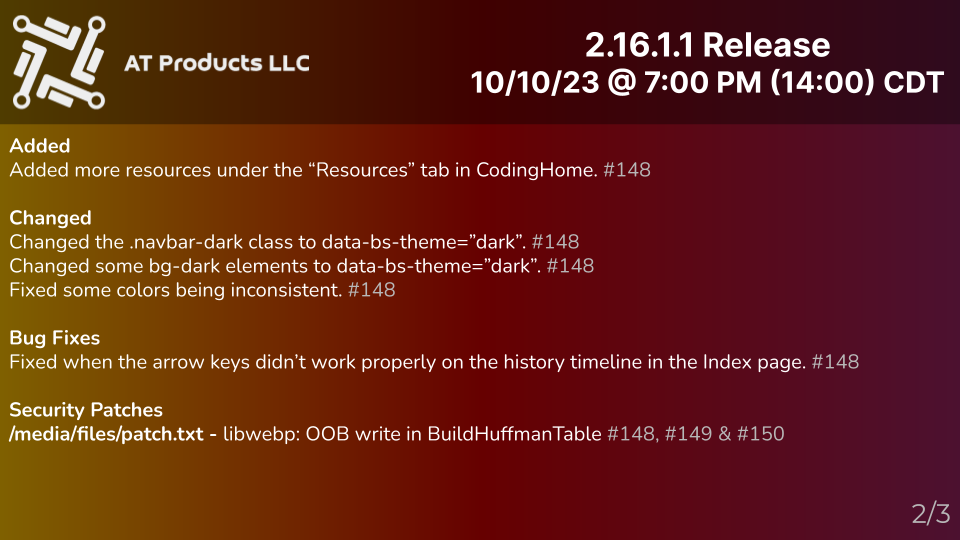 AT Products LLC
2.16.1.1 Release
10/10/23 @ 7:00 PM (14:00) CDT
Added
Added more resources under the “Resources” tab in CodingHome. #148
Changed
Changed the .navbar-dark class to data-bs-theme=”dark”. #148
Changed some bg-dark elements to data-bs-theme=”dark”. #148
Fixed some colors being inconsistent. #148
Bug Fixes
Fixed when the arrow keys didn’t work properly on the history timeline in the Index page. #148
Security Patches
/media/files/patch.txt - libwebp: OOB write in BuildHuffmanTable #148, #149 & #150
2/3